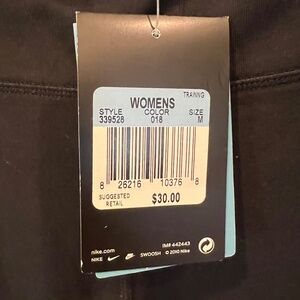 TRAINING
WOMENS
STYLE COLOR SIZE
339528 018 M
8 26216 10376 8
SUGGESTED
RETAIL $30.00
nike.com IM# 442443
NIKE SWOOSH © 2010 Nike